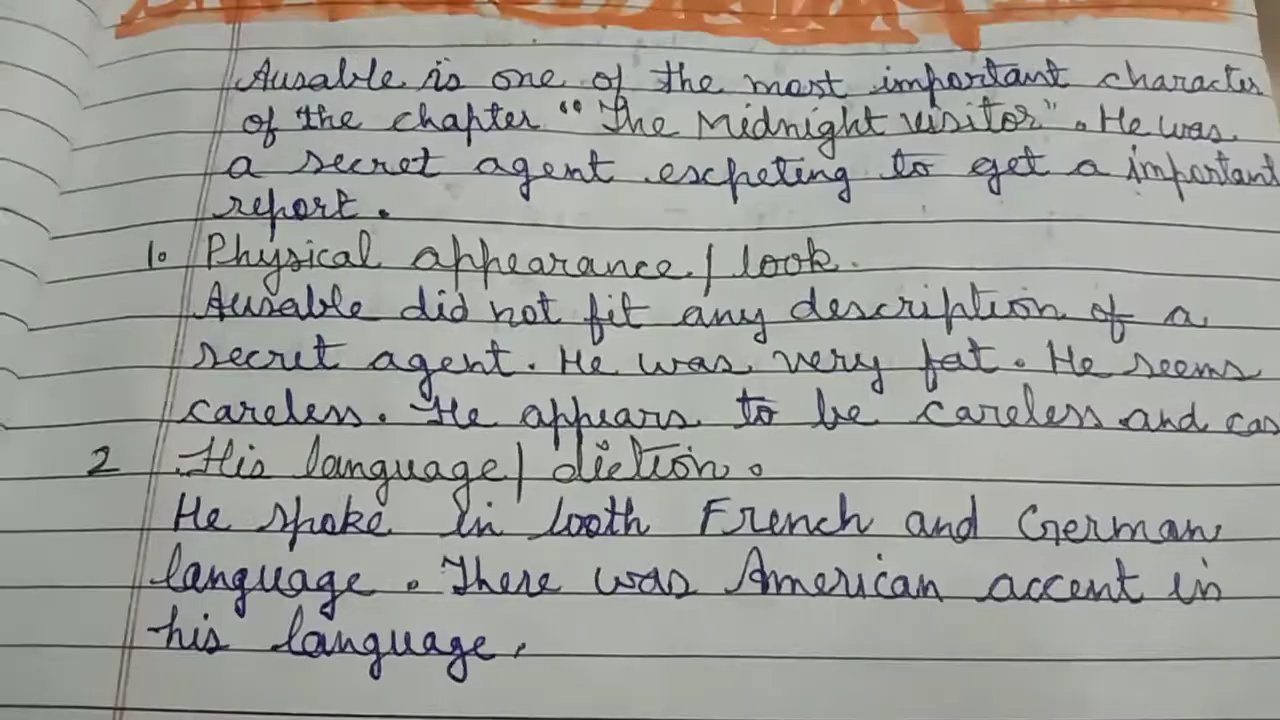 Ausable is one of the most important character
of the chapter "The Midnight visitor". He was
a secret agent expeting to get a important
report.
1. Physical appearance/look.
Ausable did not fit any description of a
secret agent. He was very fat. He seems
careless. He appears to be careless and cas
2 His language/diction.
He spoke in both French and German
language. There was American accent in
his language.